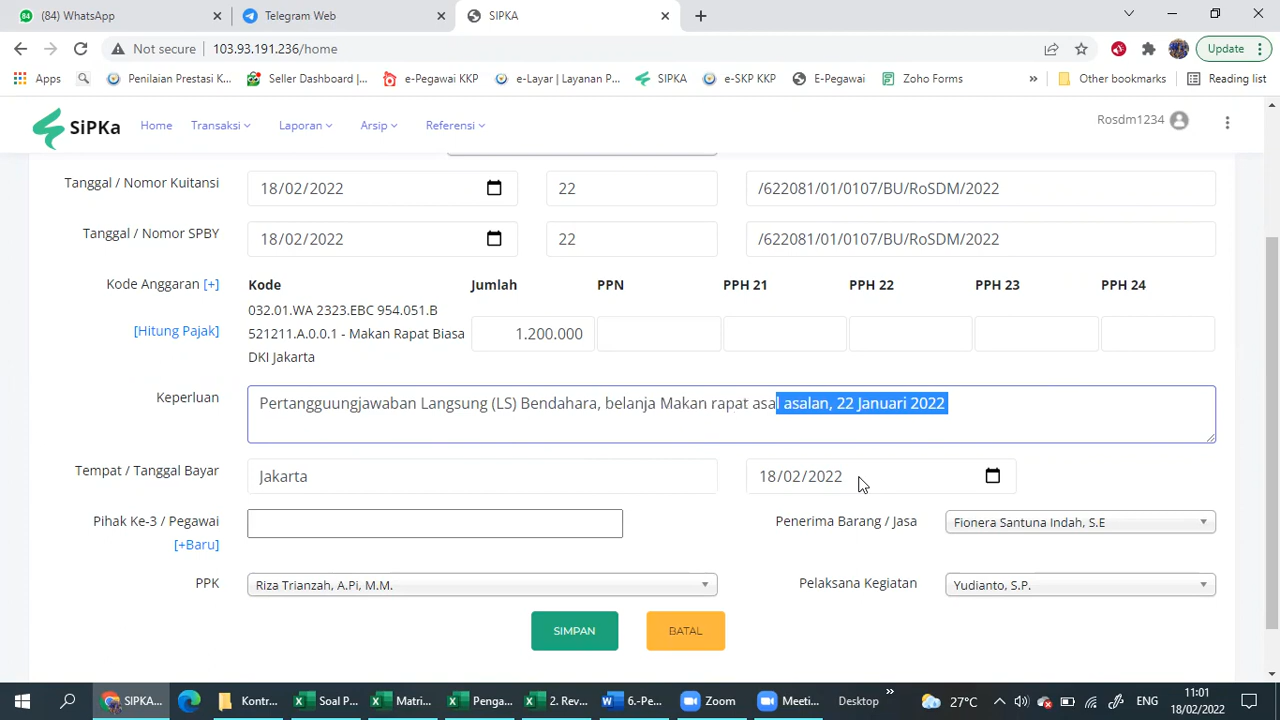 (84) WhatsApp
Telegram Web
SIPKA
Not secure 103.93.191.236/home
Update
Apps
Penilaian Prestasi K...
Seller Dashboard |...
e-Pegawai KKP
e-Layar | Layanan P...
SIPKA
e-SKP KKP
E-Pegawai
Zoho Forms
»
Other bookmarks
Reading list
SiPKa
Home
Transaksi
Laporan
Arsip
Referensi
Rosdm1234
Tanggal / Nomor Kuitansi 18/02/2022 22 /622081/01/0107/BU/RoSDM/2022
Tanggal / Nomor SPBY 18/02/2022 22 /622081/01/0107/BU/RoSDM/2022
Kode Anggaran [+] Kode Jumlah PPN PPH 21 PPH 22 PPH 23 PPH 24
032.01.WA 2323.EBC 954.051.B
[Hitung Pajak] 521211.A.0.0.1 - Makan Rapat Biasa 1.200.000
DKI Jakarta
Keperluan Pertangguungjawaban Langsung (LS) Bendahara, belanja Makan rapat asal asalan, 22 Januari 2022
Tempat / Tanggal Bayar Jakarta 18/02/2022
Pihak Ke-3 / Pegawai Penerima Barang / Jasa Fionera Santuna Indah, S.E
[+Baru]
PPK Riza Trianzah, A.Pi, M.M. Pelaksana Kegiatan Yudianto, S.P.
SIMPAN BATAL
SIPKA...
Kontr...
Soal P...
Matri...
Penga...
2. Rev...
6.-Pe...
Zoom
Meeti...
Desktop
»
27°C
ENG
11:01
18/02/2022